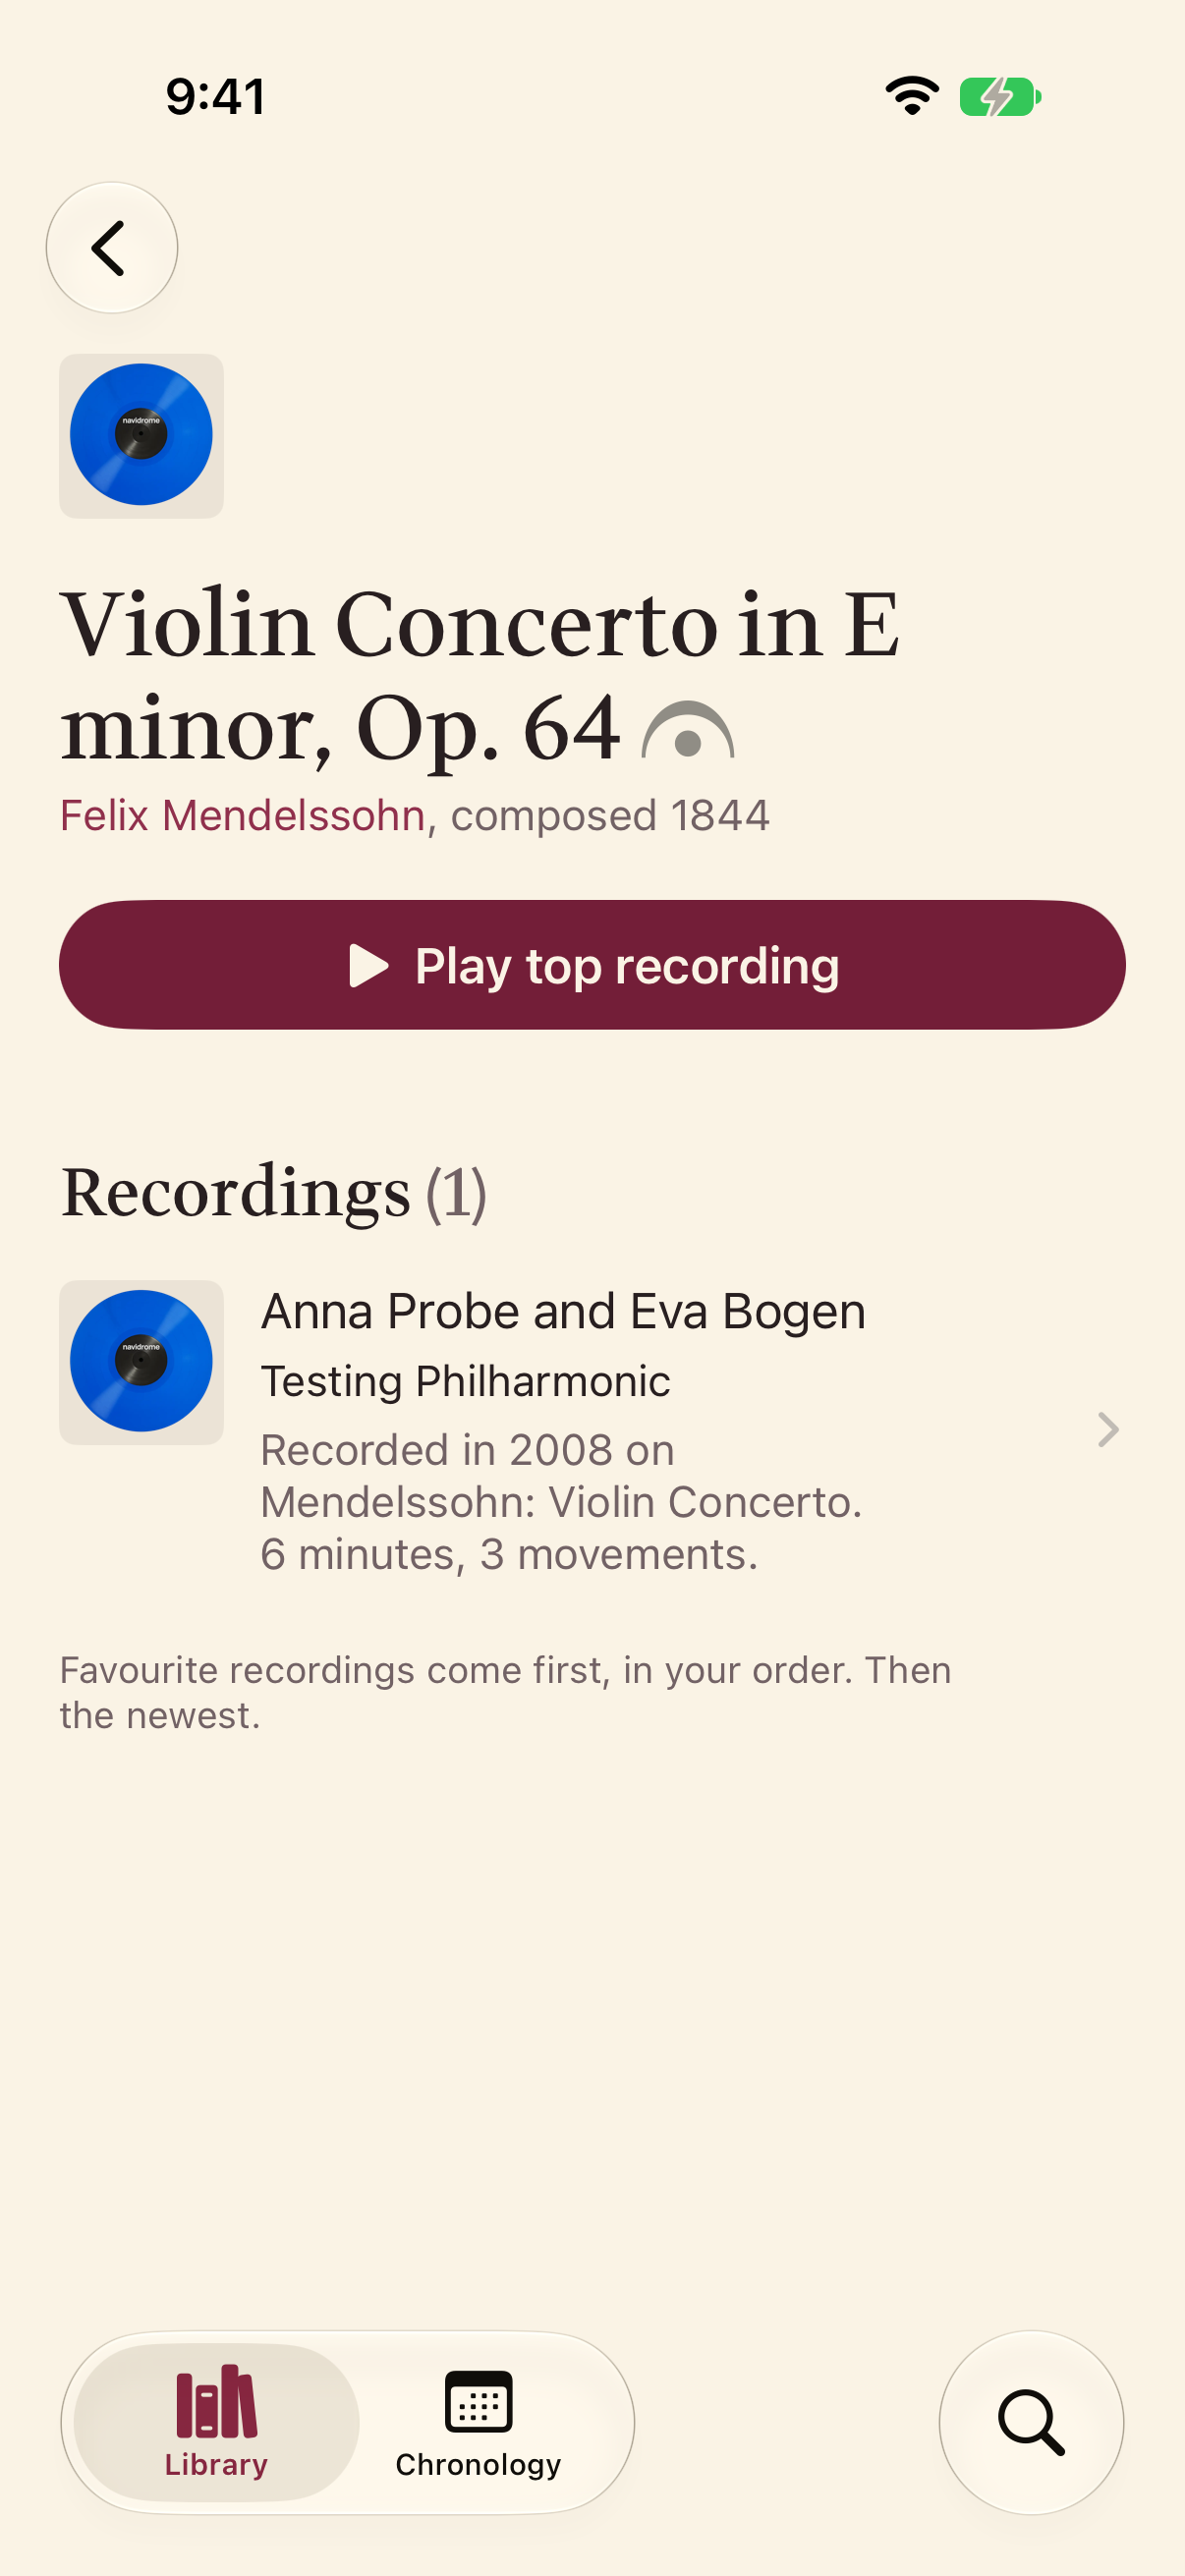 9:41
navidrome
Violin Concerto in E
minor, Op. 64
Felix Mendelssohn, composed 1844
Play top recording
Recordings (1)
navidrome
Anna Probe and Eva Bogen
Testing Philharmonic
Recorded in 2008 on
Mendelssohn: Violin Concerto.
6 minutes, 3 movements.
Favourite recordings come first, in your order. Then
the newest.
Library
Chronology